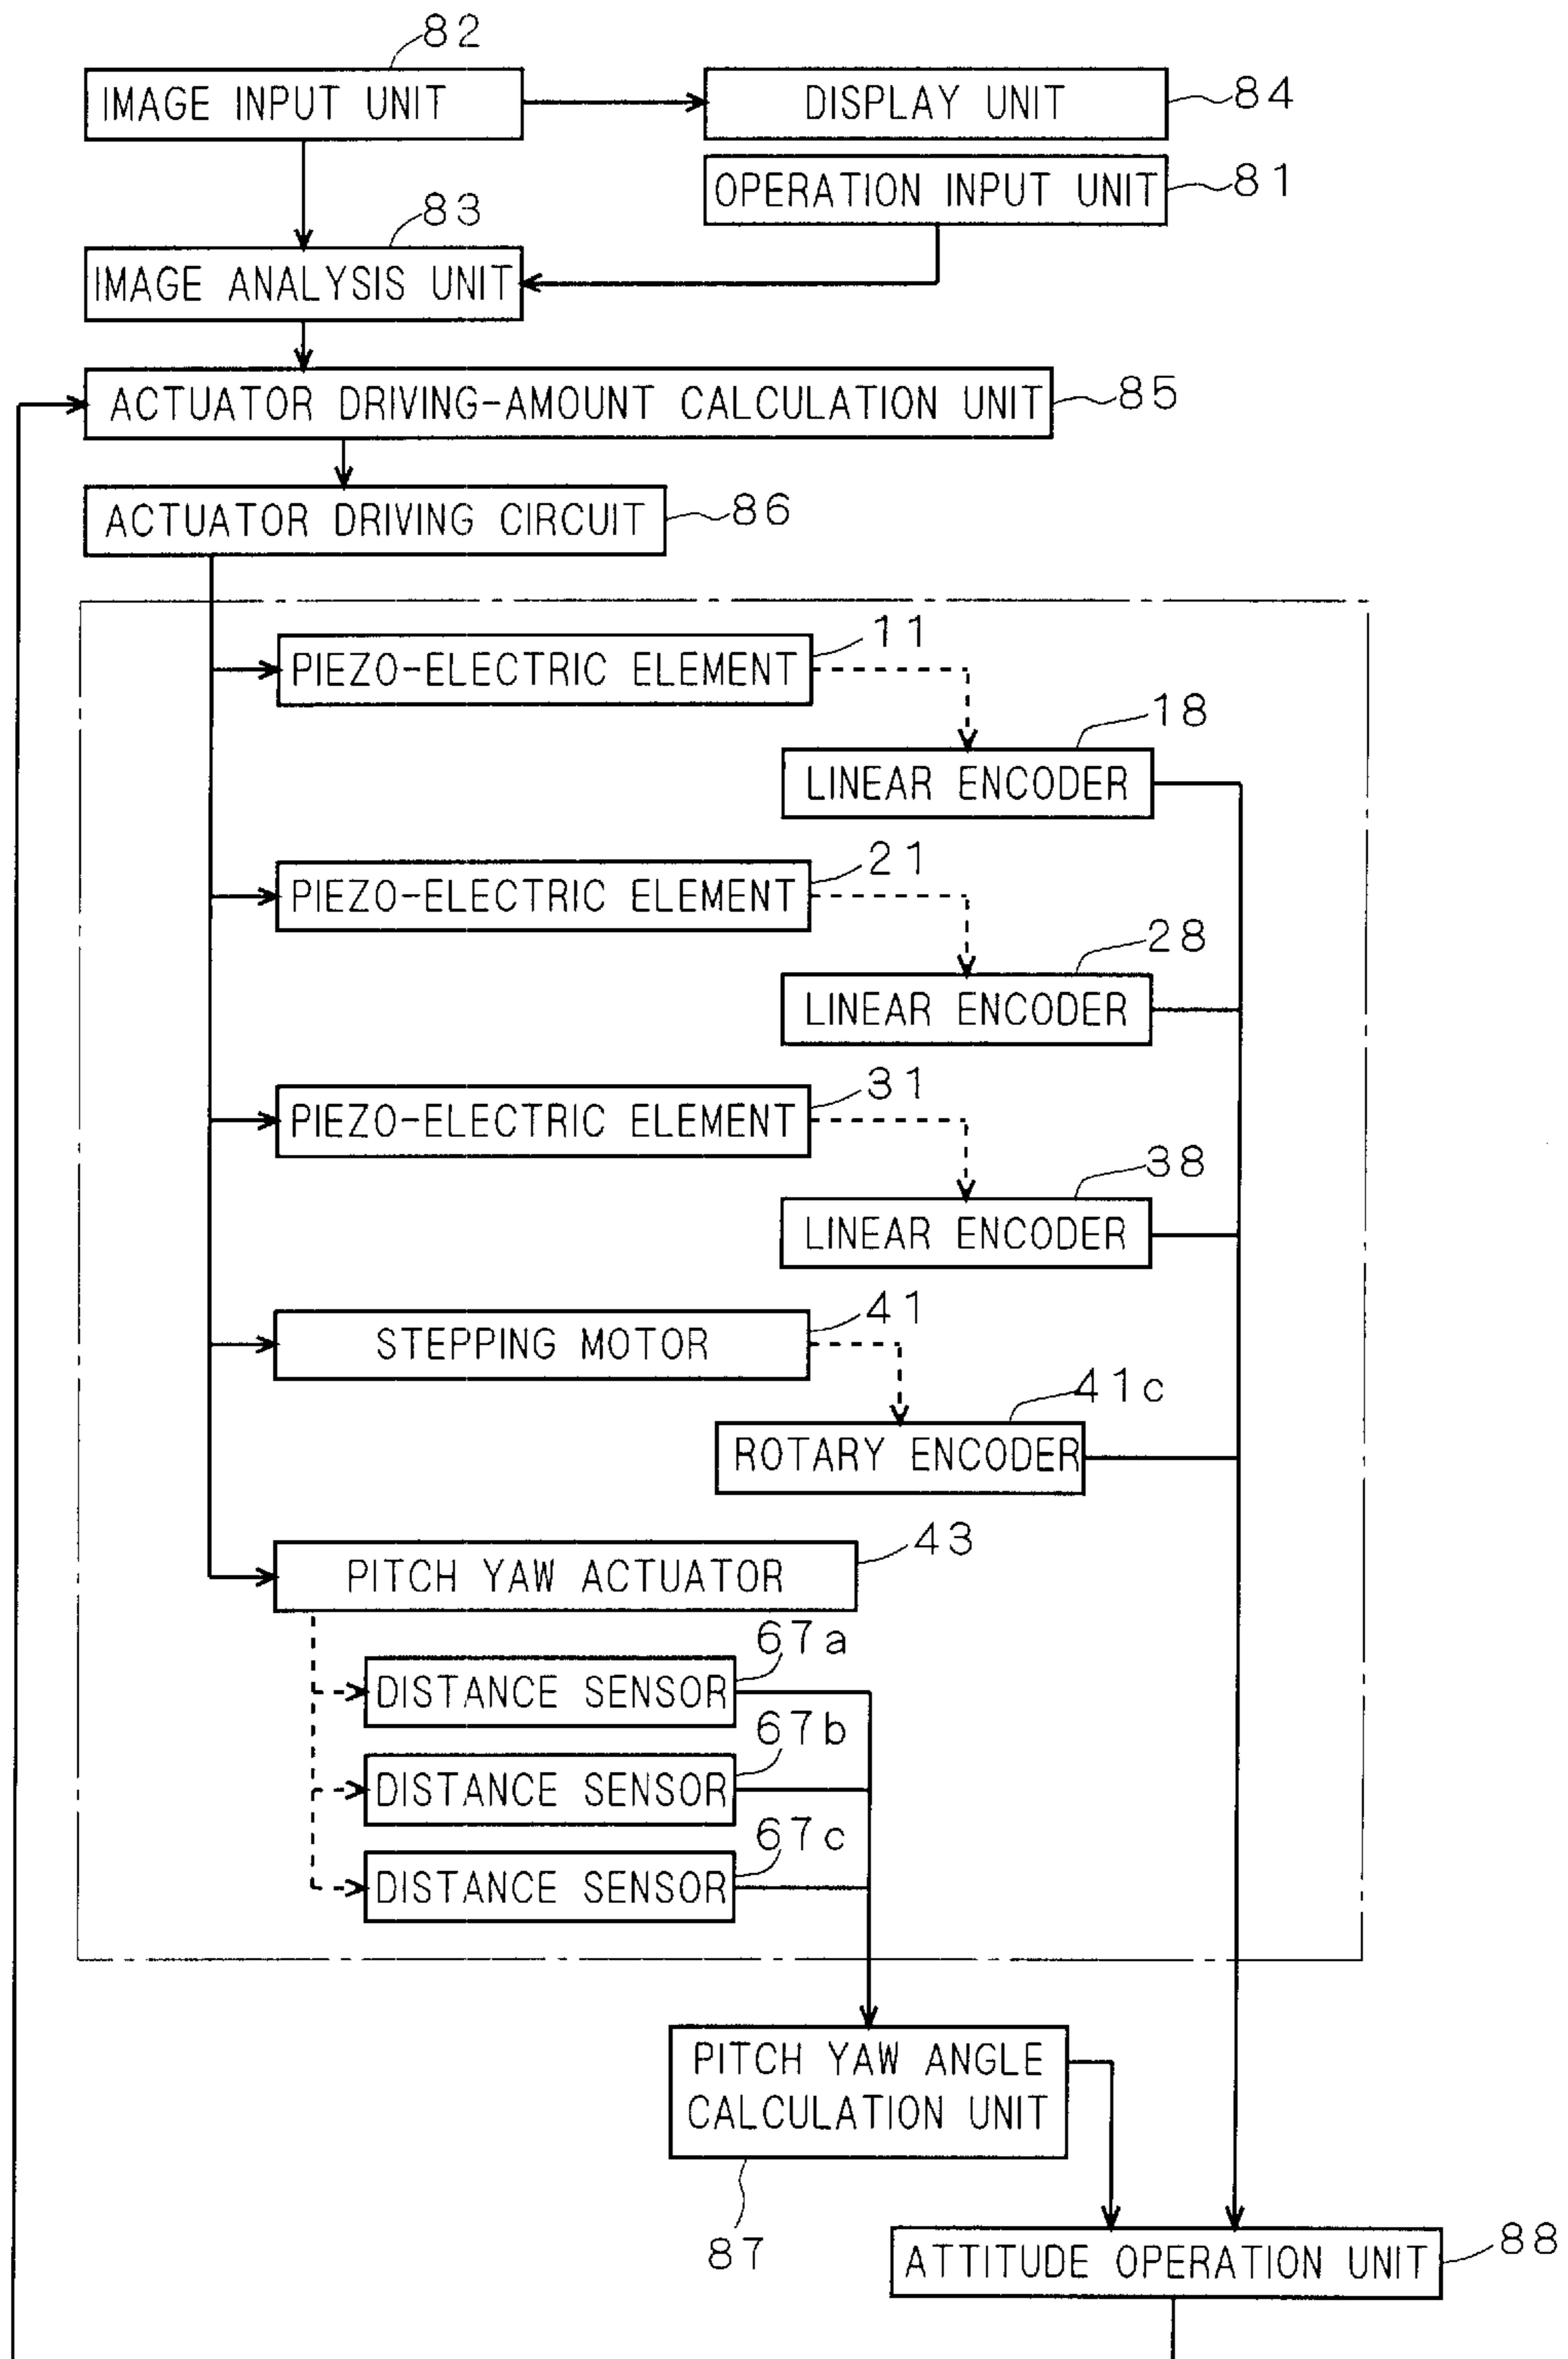 82
IMAGE INPUT UNIT
DISPLAY UNIT
84
OPERATION INPUT UNIT
81
83
IMAGE ANALYSIS UNIT
ACTUATOR DRIVING-AMOUNT CALCULATION UNIT
85
ACTUATOR DRIVING CIRCUIT
86
11
PIEZO-ELECTRIC ELEMENT
18
LINEAR ENCODER
21
PIEZO-ELECTRIC ELEMENT
28
LINEAR ENCODER
31
PIEZO-ELECTRIC ELEMENT
38
LINEAR ENCODER
41
STEPPING MOTOR
41c
ROTARY ENCODER
43
PITCH YAW ACTUATOR
67a
DISTANCE SENSOR
67b
DISTANCE SENSOR
67c
DISTANCE SENSOR
PITCH YAW ANGLE
CALCULATION UNIT
87
88
ATTITUDE OPERATION UNIT